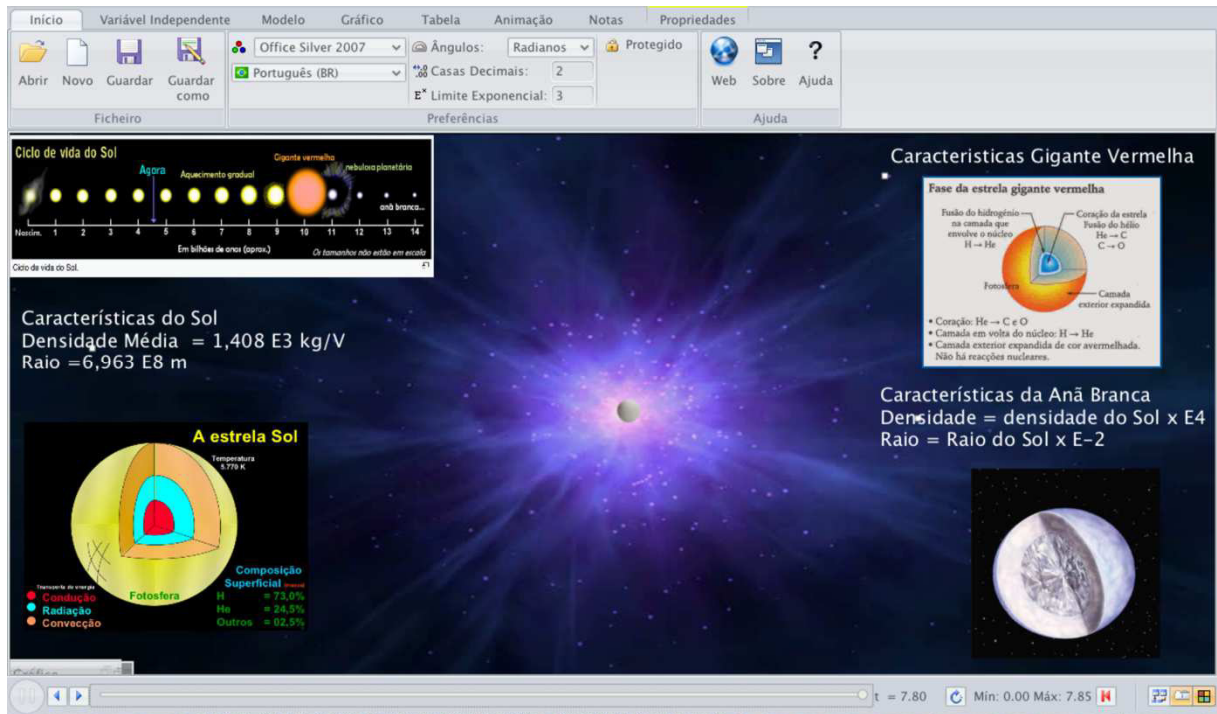 Início Variável Independente Modelo Gráfico Tabela Animação Notas Propriedades
Abrir Novo Guardar Guardar como
Ficheiro
Office Silver 2007
Português (BR)
Ângulos: Radianos
Casas Decimais: 2
Limite Exponencial: 3
Protegido
Preferências
Web Sobre Ajuda
Ajuda
Ciclo de vida do Sol
Agora
Aquecimento gradual
Gigante vermelha
nebulosa planetária
anã branca...
Nascim. 1 2 3 4 5 6 7 8 9 10 11 12 13 14
Em bilhões de anos (aprox.)
Os tamanhos não estão em escala
Ciclo de vida do Sol.
Características do Sol
Densidade Média = 1,408 E3 kg/V
Raio =6,963 E8 m
A estrela Sol
Temperatura
5.770 K
Transporte de energia
Condução
Radiação
Convecção
Fotosfera
Composição
Superficial
H = 73,0%
He = 24,5%
Outros = 02,5%
Caracteristicas Gigante Vermelha
Fase da estrela gigante vermelha
Fusão do hidrogénio
na camada que
envolve o núcleo
H → He
Coração da estrela
Fusão do hélio
He → C
C → O
Fotosfera
Camada
exterior expandida
• Coração: He → C e O
• Camada em volta do núcleo: H → He
• Camada exterior expandida de cor avermelhada.
Não há reacções nucleares.
Características da Anã Branca
Densidade = densidade do Sol x E4
Raio = Raio do Sol x E-2
Gráfico
t = 7.80
Min: 0.00 Máx: 7.85